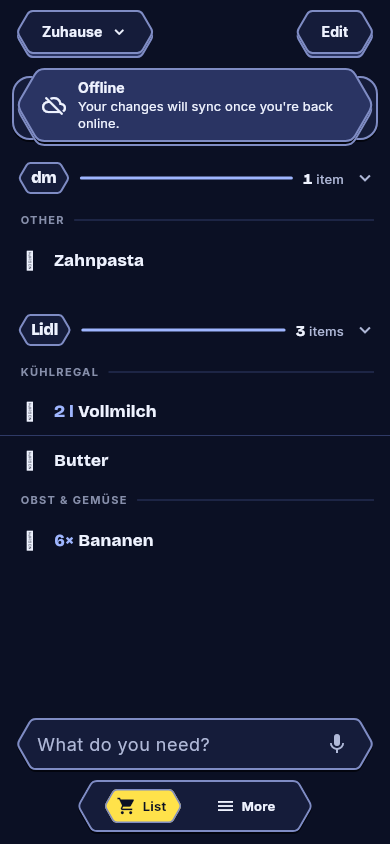 Zuhause
Edit
Offline
Your changes will sync once you're back
online.
dm
1 item
OTHER
Zahnpasta
Lidl
3 items
KÜHLREGAL
2 l Vollmilch
Butter
OBST & GEMÜSE
6× Bananen
What do you need?
List
More